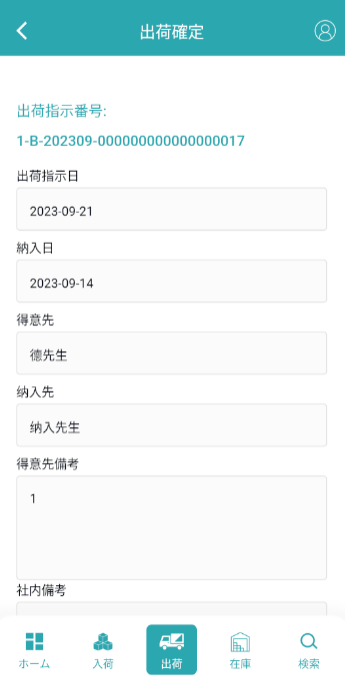 出荷確定
出荷指示番号:
1-B-202309-000000000000000017
出荷指示日
2023-09-21
納入日
2023-09-14
得意先
德先生
纳入先
纳入先生
得意先備考
1
社内備考
ホーム 入荷 出荷 在庫 検索